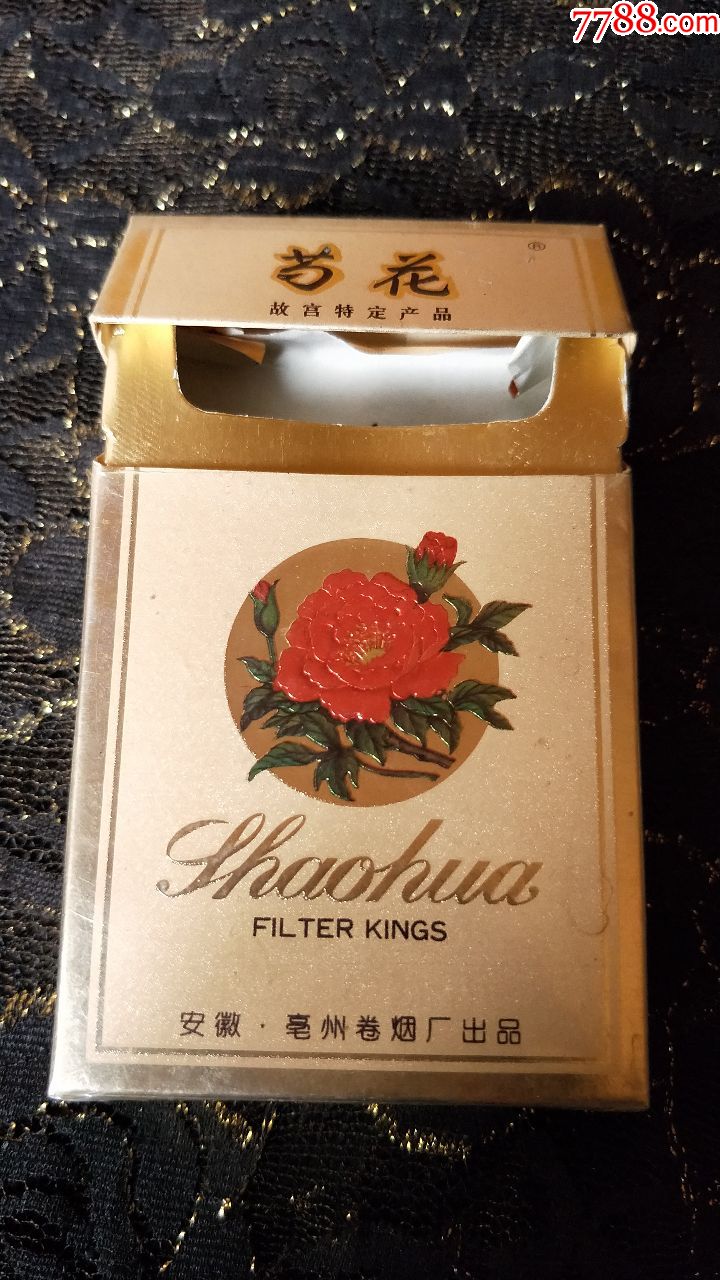 7788.com
芍花®
故宫特定产品
Shaohua
FILTER KINGS
安徽·亳州卷烟厂出品